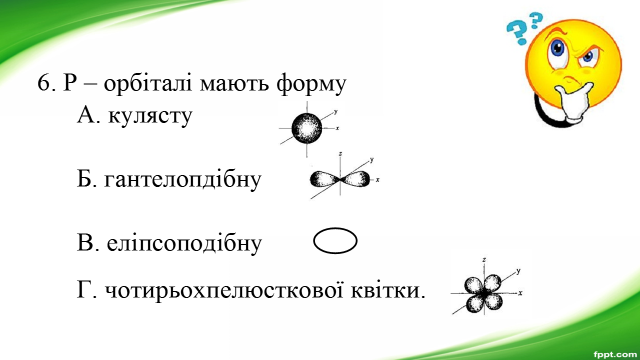 6. Р – орбіталі мають форму
А. кулясту
y
x
Б. гантелопдібну
z
y
x
В. еліпсоподібну
Г. чотирьохпелюсткової квітки.
z
y
x
fppt.com